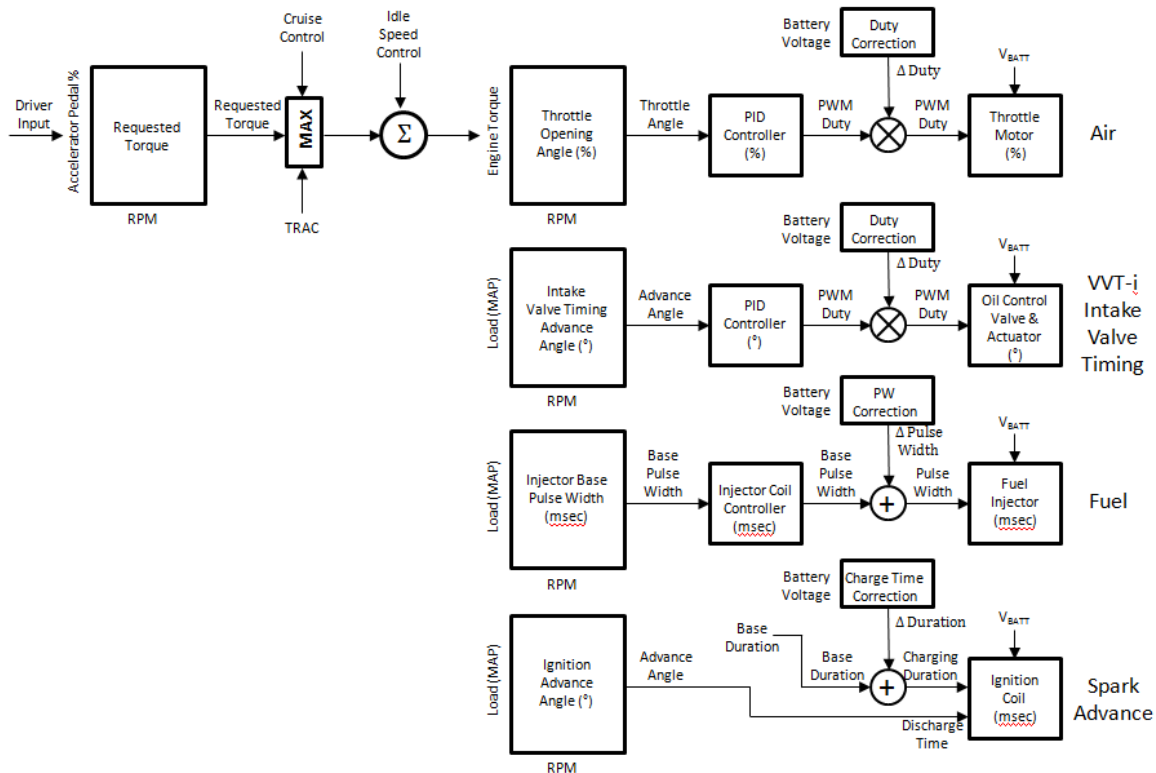 Cruise
Control
Idle
Speed
Control
Battery
Voltage
Duty
Correction
V_BATT
Δ Duty
Driver
Input
Accelerator Pedal %
Requested
Torque
RPM
Requested
Torque
MAX
TRAC
Σ
Engine Torque
Throttle
Opening
Angle (%)
RPM
Throttle
Angle
PID
Controller
(%)
PWM
Duty
PWM
Duty
Throttle
Motor
(%)
Air
Battery
Voltage
Duty
Correction
V_BATT
Δ Duty
Load (MAP)
Intake
Valve Timing
Advance
Angle (°)
RPM
Advance
Angle
PID
Controller
(°)
PWM
Duty
PWM
Duty
Oil Control
Valve &
Actuator
(°)
VVT-i
Intake
Valve
Timing
Battery
Voltage
PW
Correction
V_BATT
Δ Pulse
Width
Load (MAP)
Injector Base
Pulse Width
(msec)
RPM
Base
Pulse
Width
Injector Coil
Controller
(msec)
Base
Pulse
Width
+
Pulse
Width
Fuel
Injector
(msec)
Fuel
Battery
Voltage
Charge Time
Correction
V_BATT
Δ Duration
Load (MAP)
Ignition
Advance
Angle (°)
RPM
Advance
Angle
Base
Duration
Base
Duration
+
Charging
Duration
Discharge
Time
Ignition
Coil
(msec)
Spark
Advance